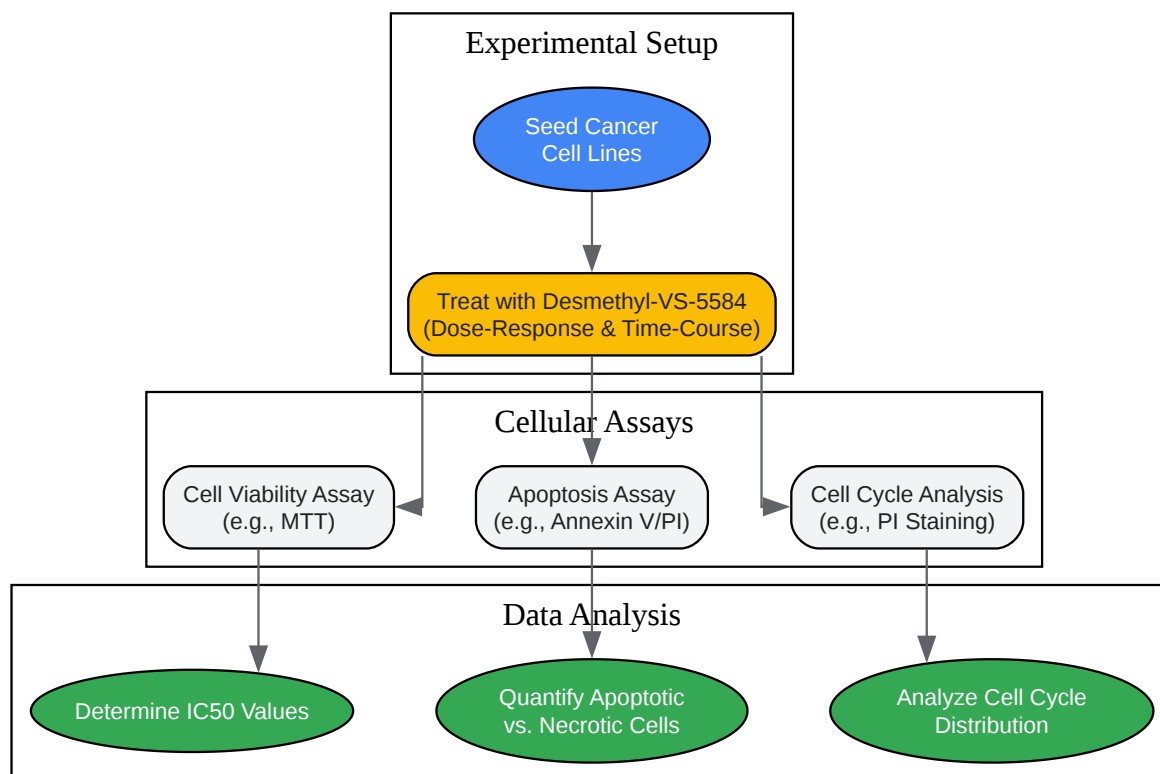 Experimental Setup
Seed Cancer
Cell Lines
Treat with Desmethyl-VS-5584
(Dose-Response & Time-Course)
Cellular Assays
Cell Viability Assay
(e.g., MTT)
Apoptosis Assay
(e.g., Annexin V/PI)
Cell Cycle Analysis
(e.g., PI Staining)
Data Analysis
Determine IC50 Values
Quantify Apoptotic
vs. Necrotic Cells
Analyze Cell Cycle
Distribution